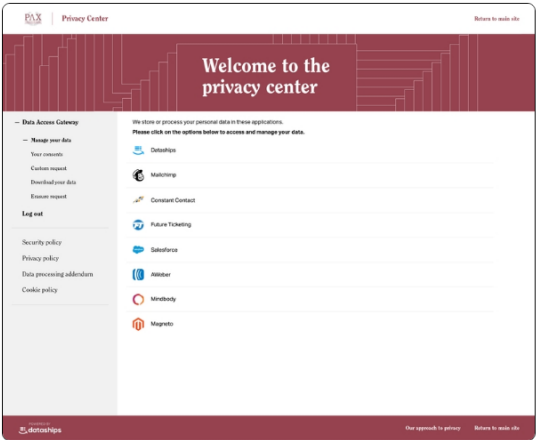 PAX
Privacy Center
Return to main site
Welcome to the
privacy center
— Data Access Gateway
— Manage your data
Your consents
Custom request
Download your data
Erasure request
Log out
Security policy
Privacy policy
Data processing addendum
Cookie policy
We store or process your personal data in these applications.
Please click on the options below to access and manage your data.
Dataships
Mailchimp
Constant Contact
Future Ticketing
Salesforce
AWeber
Mindbody
Magneto
POWERED BY
dataships
Our approach to privacy
Return to main site